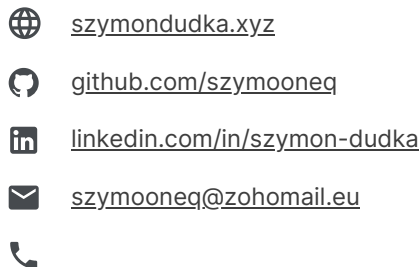 szymondudka.xyz
github.com/szymooneq
linkedin.com/in/szymon-dudka
szymooneq@zohomail.eu